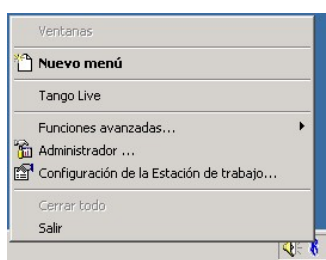 Ventanas
Nuevo menú
Tango Live
Funciones avanzadas...
Administrador ...
Configuración de la Estación de trabajo...
Cerrar todo
Salir